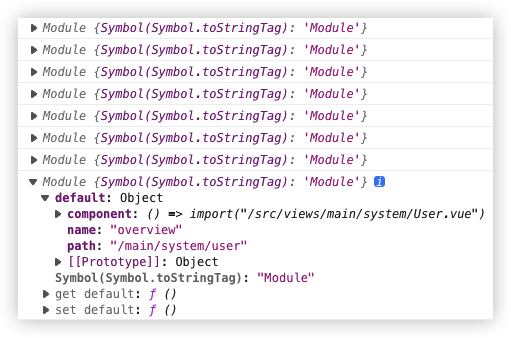 Module {Symbol(Symbol.toStringTag): 'Module'}
Module {Symbol(Symbol.toStringTag): 'Module'}
Module {Symbol(Symbol.toStringTag): 'Module'}
Module {Symbol(Symbol.toStringTag): 'Module'}
Module {Symbol(Symbol.toStringTag): 'Module'}
Module {Symbol(Symbol.toStringTag): 'Module'}
Module {Symbol(Symbol.toStringTag): 'Module'}
Module {Symbol(Symbol.toStringTag): 'Module'} i
default: Object
component: () => import("/src/views/main/system/User.vue")
name: "overview"
path: "/main/system/user"
[[Prototype]]: Object
Symbol(Symbol.toStringTag): "Module"
get default: ƒ ()
set default: ƒ ()